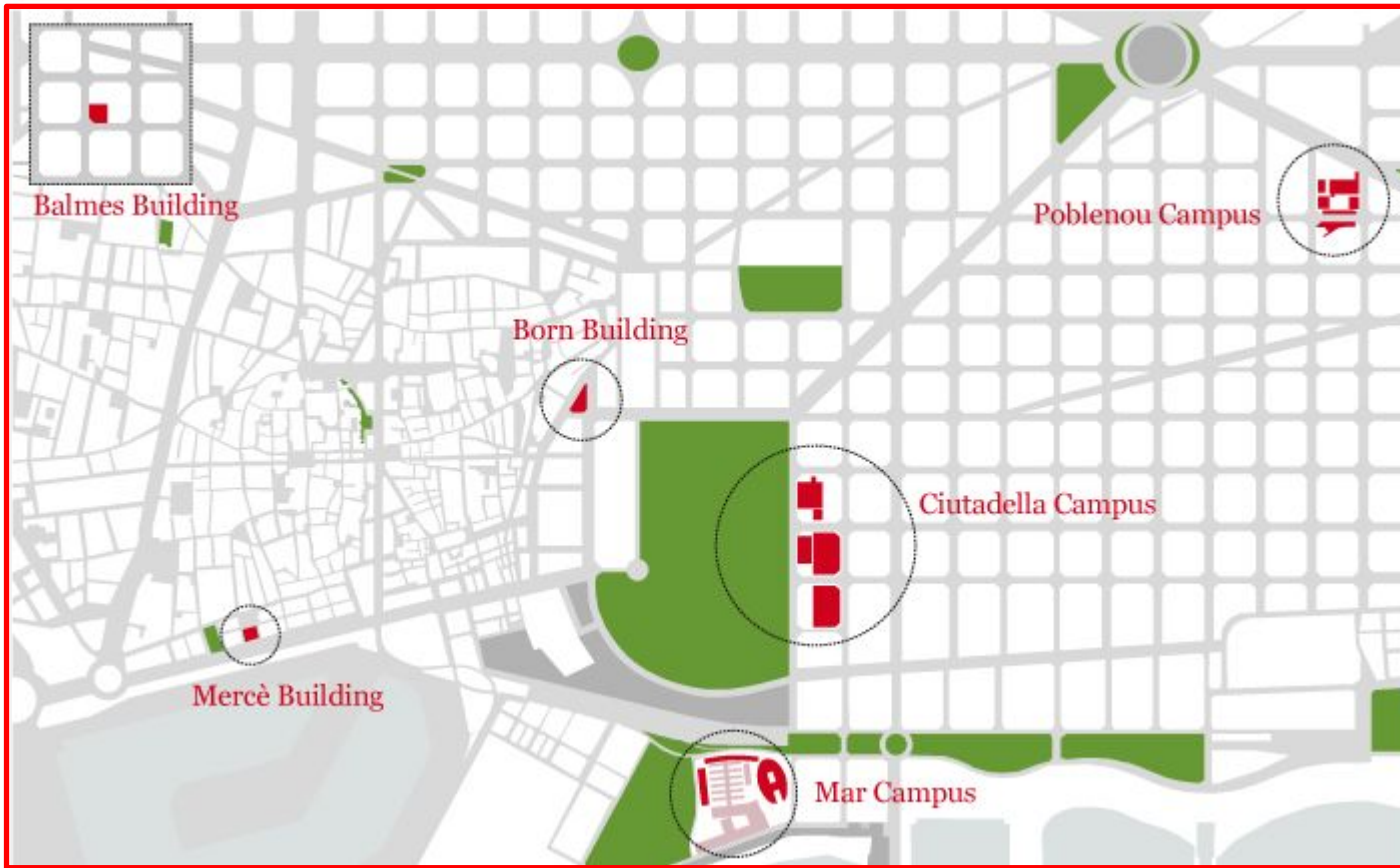 Balmes Building
Poblenou Campus
Born Building
Ciutadella Campus
Mercè Building
Mar Campus